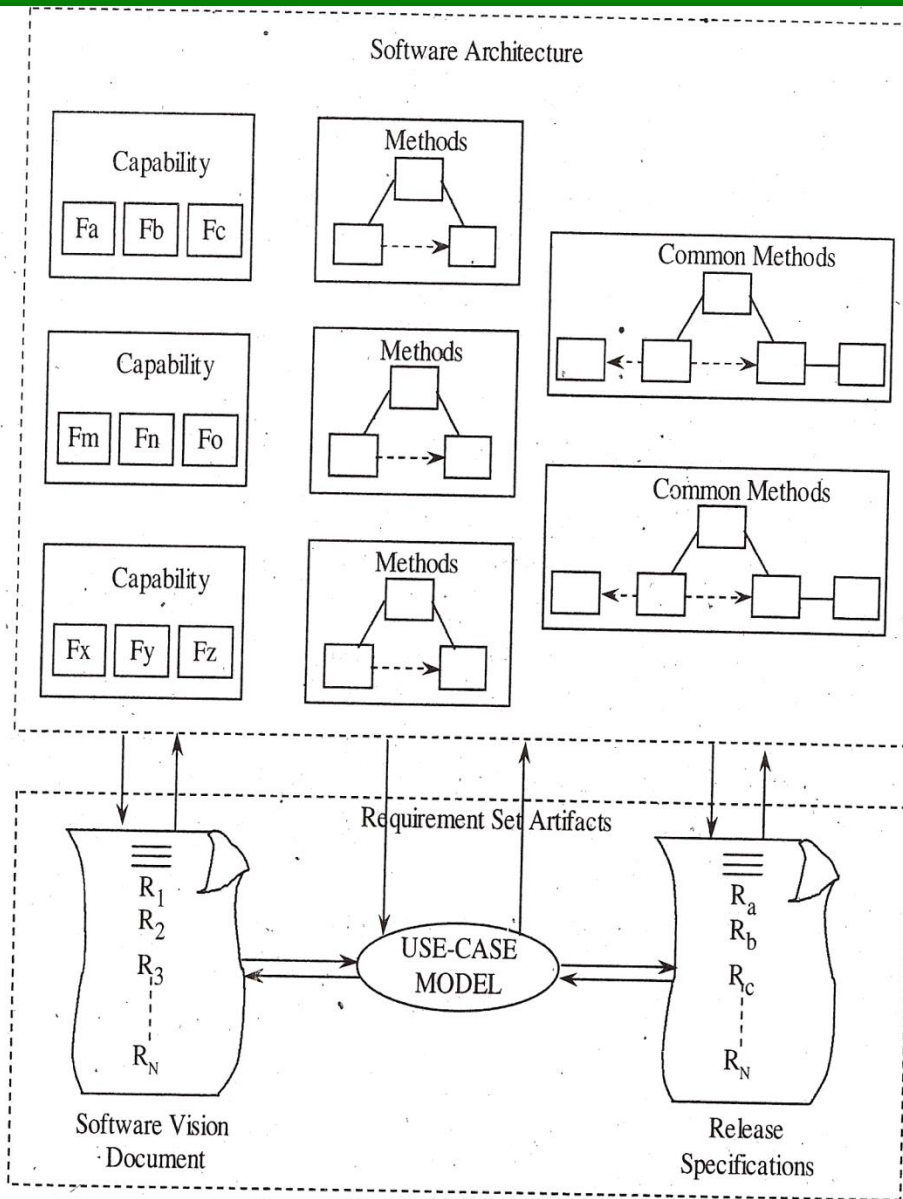 Software Architecture
Capability
Fa Fb Fc
Methods
Common Methods
Capability
Fm Fn Fo
Methods
Common Methods
Capability
Fx Fy Fz
Methods
Requirement Set Artifacts
R1
R2
R3
RN
Software Vision
Document
USE-CASE
MODEL
Ra
Rb
Rc
RN
Release
Specifications